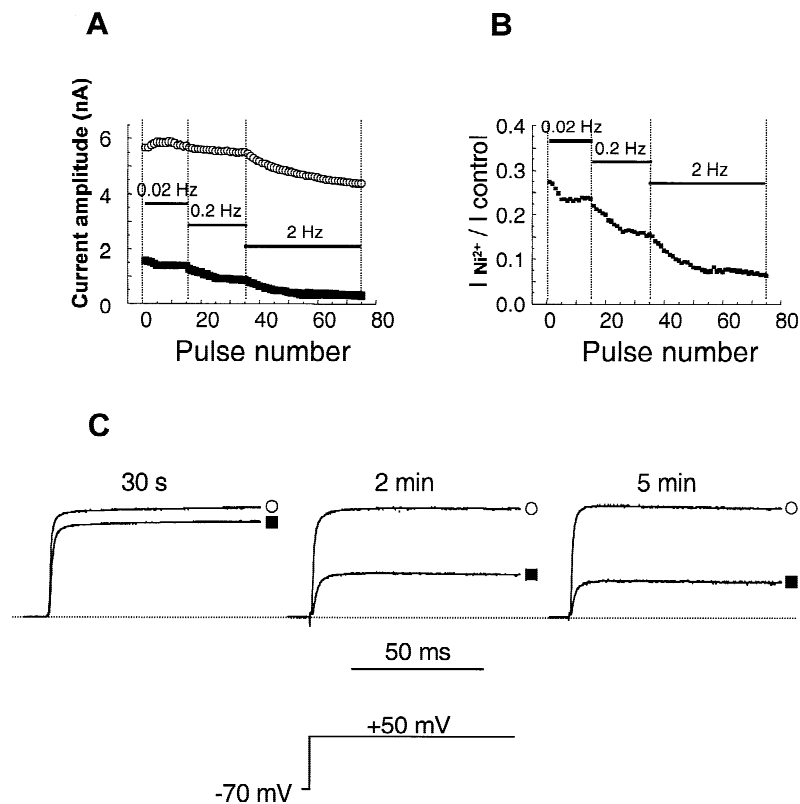 A
B
Current amplitude (nA)
6
4
2
0
0.02 Hz
0.2 Hz
2 Hz
0 20 40 60 80
Pulse number
I Ni2+ / I control
0.4
0.3
0.2
0.1
0.0
0.02 Hz
0.2 Hz
2 Hz
0 20 40 60 80
Pulse number
C
30 s
2 min
5 min
50 ms
+50 mV
-70 mV